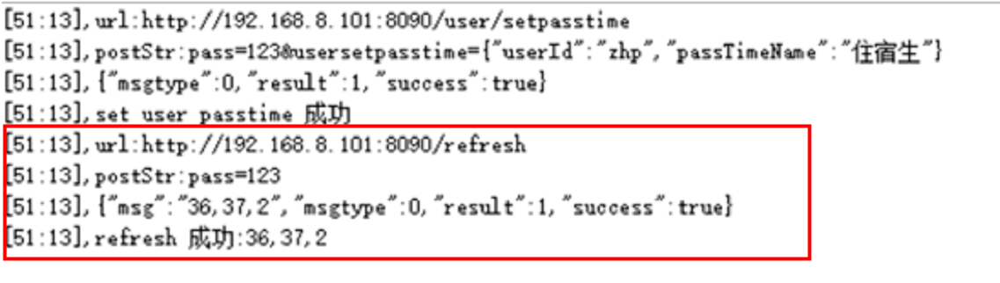 [51:13],url:http://192.168.8.101:8090/user/setpasstime
[51:13],postStr:pass=123&usersetpasstime={"userId":"zhp","passTimeName":"住宿生"}
[51:13],{"msgtype":0,"result":1,"success":true}
[51:13],set user passtime 成功
[51:13],url:http://192.168.8.101:8090/refresh
[51:13],postStr:pass=123
[51:13],{"msg":"36,37,2","msgtype":0,"result":1,"success":true}
[51:13],refresh 成功:36,37,2